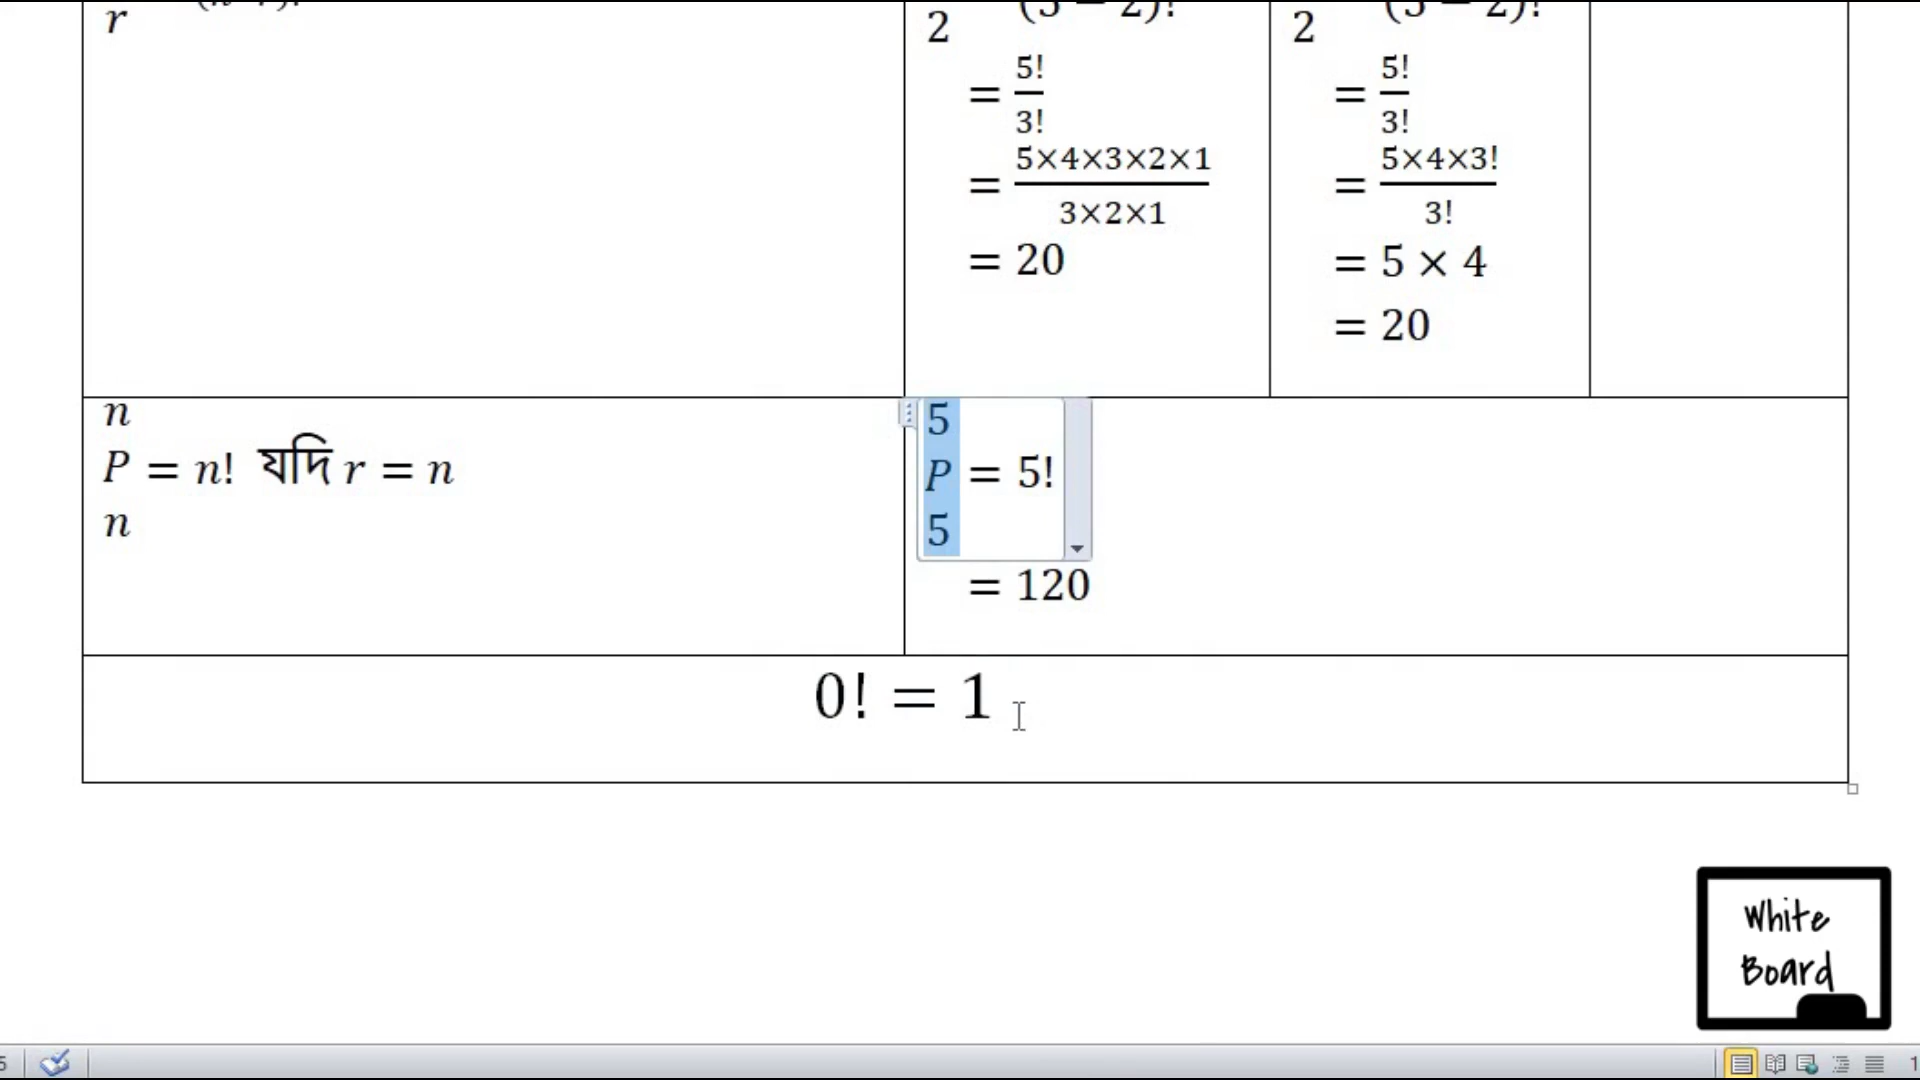 r
2
2
= 5!/3!
= 5!/3!
= 5×4×3×2×1/3×2×1
= 5×4×3!/3!
= 20
= 5 × 4
= 20
n
P = n! যদি r = n
n
5
P = 5!
5
= 120
0! = 1
White
Board